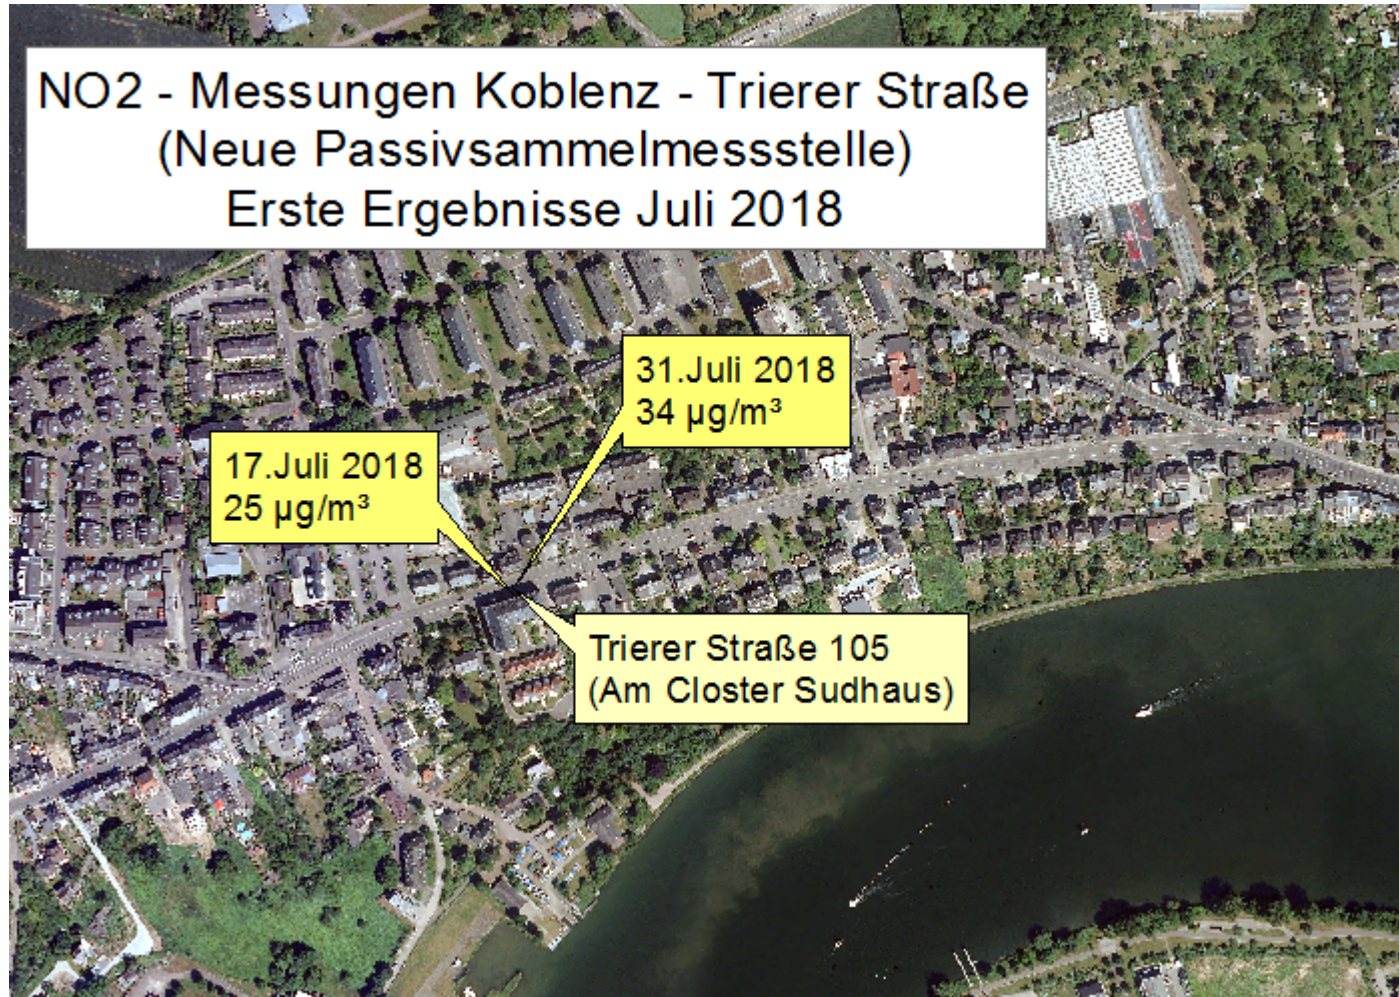 NO2 - Messungen Koblenz - Trierer Straße
(Neue Passivsammelmessstelle)
Erste Ergebnisse Juli 2018
31.Juli 2018
34 µg/m³
17.Juli 2018
25 µg/m³
Trierer Straße 105
(Am Closter Sudhaus)